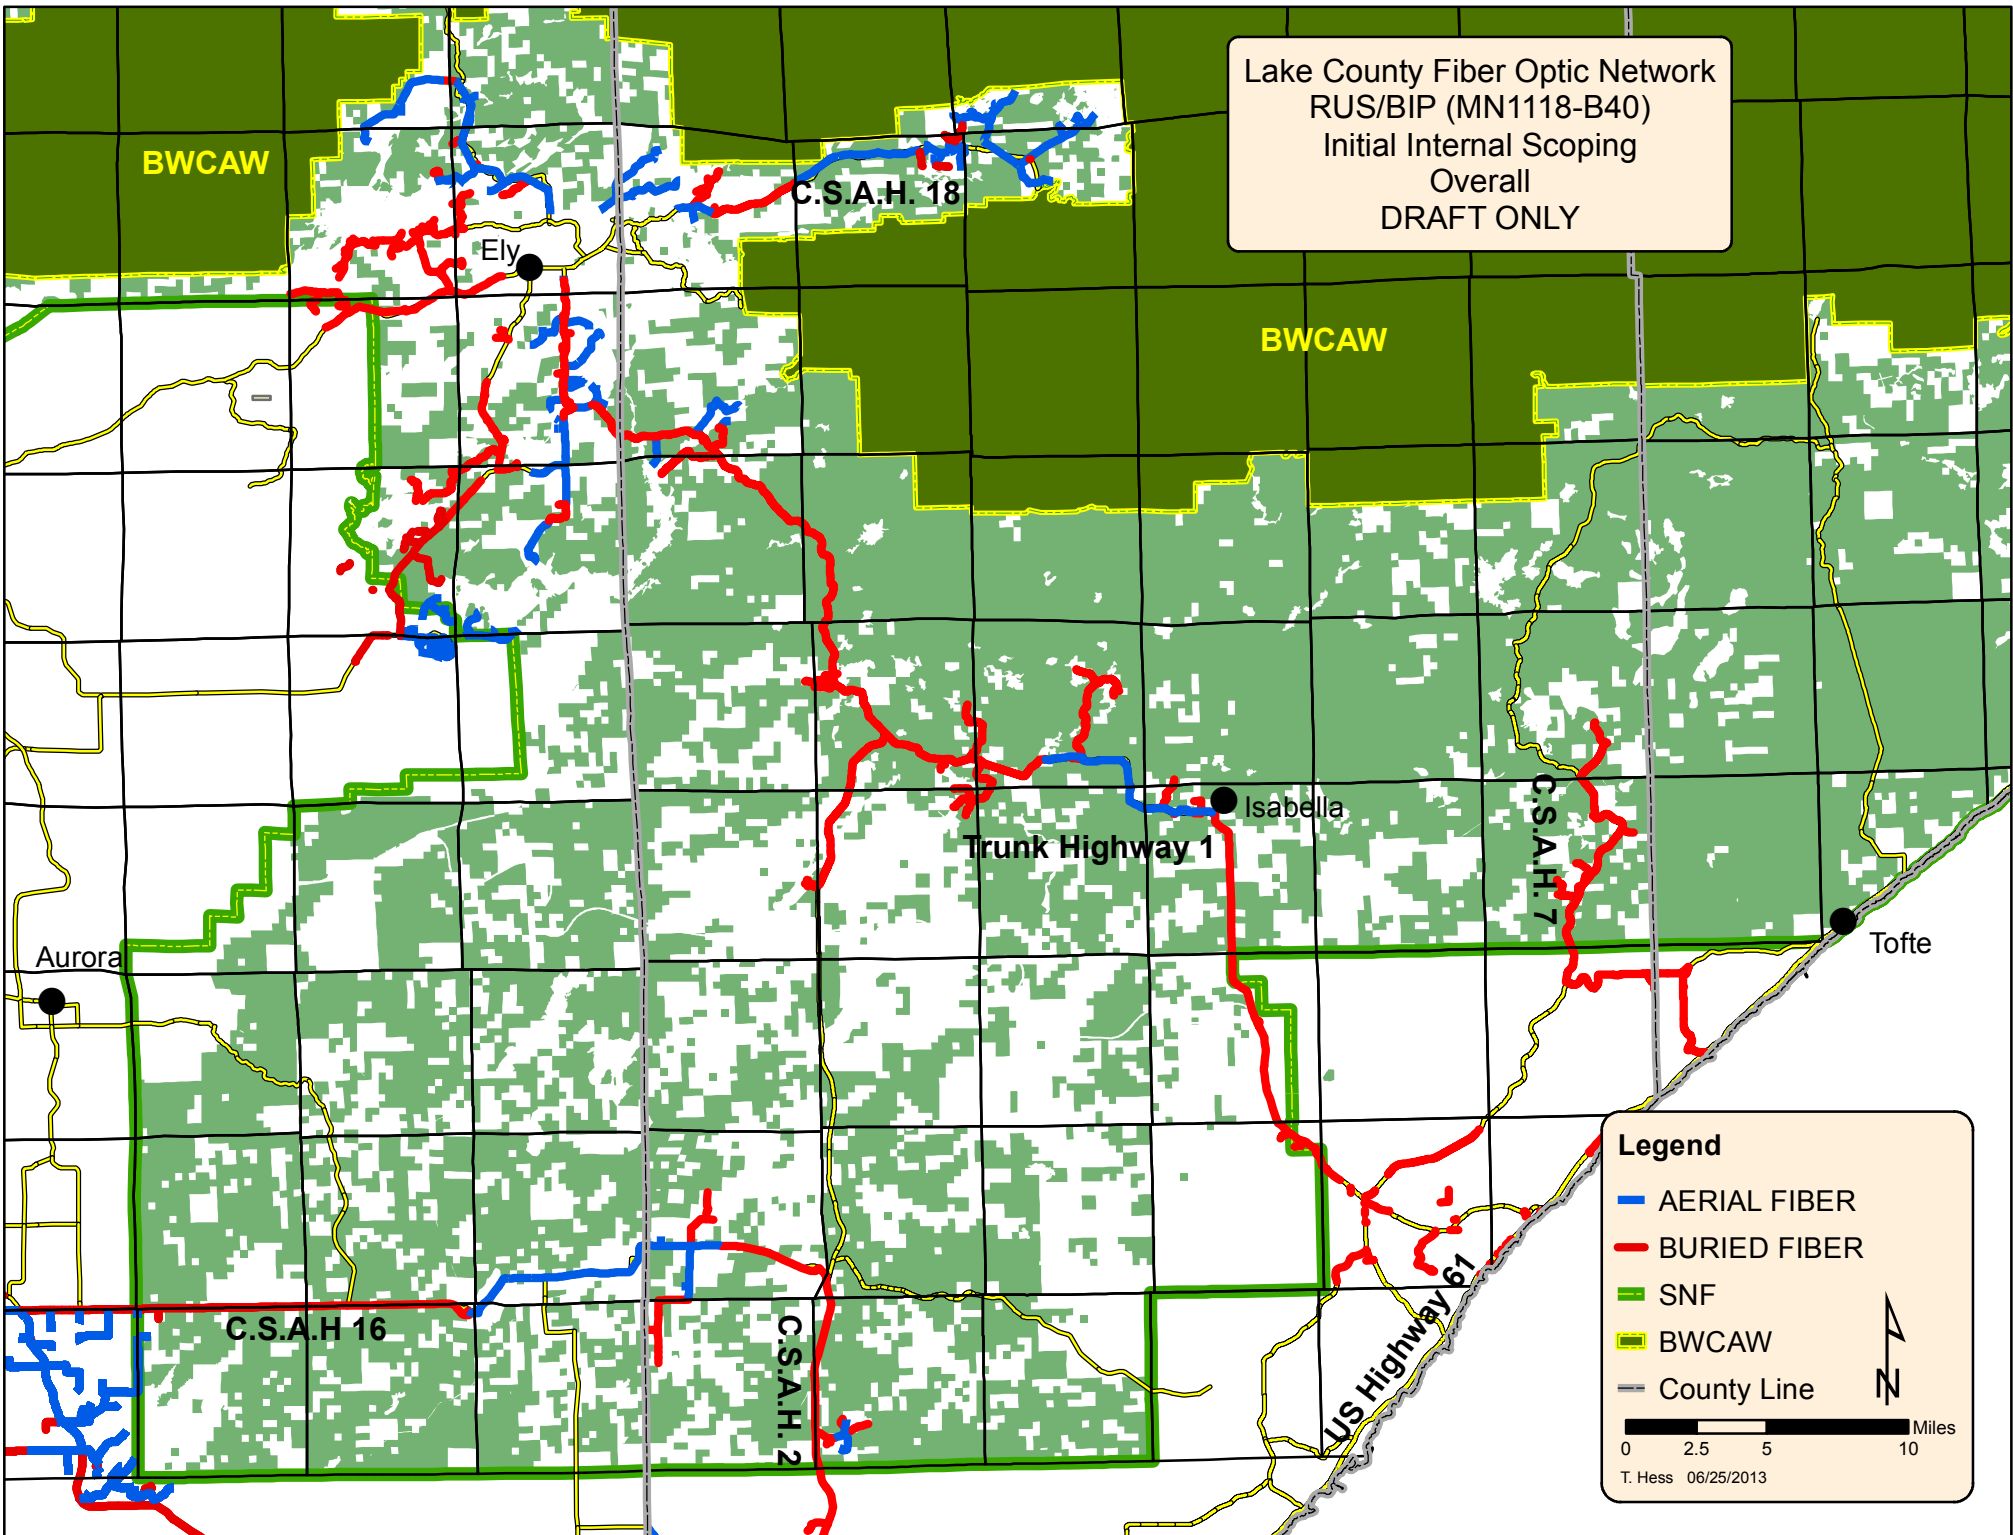 Lake County Fiber Optic Network
RUS/BIP (MN1118-B40)
Initial Internal Scoping
Overall
DRAFT ONLY
BWCAW
C.S.A.H. 18
Ely
BWCAW
Isabella
Trunk Highway 1
C.S.A.H. 7
Tofte
Aurora
C.S.A.H 16
C.S.A.H. 2
US Highway 61
Legend
AERIAL FIBER
BURIED FIBER
SNF
BWCAW
County Line
N
Miles
0 2.5 5 10
T. Hess 06/25/2013